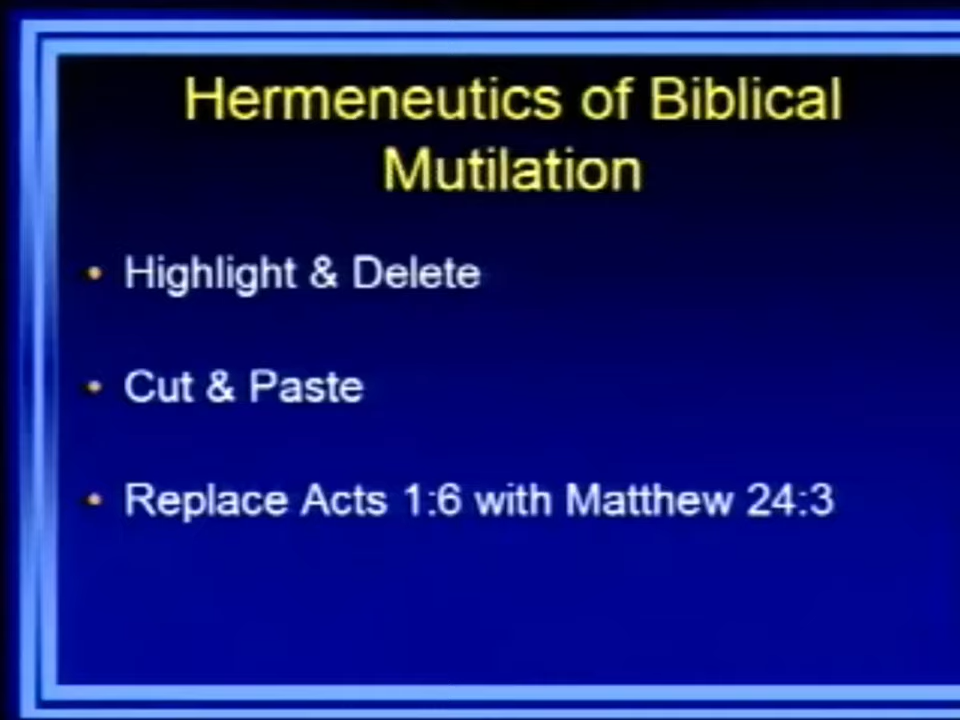 Hermeneutics of Biblical
Mutilation
• Highlight & Delete
• Cut & Paste
• Replace Acts 1:6 with Matthew 24:3